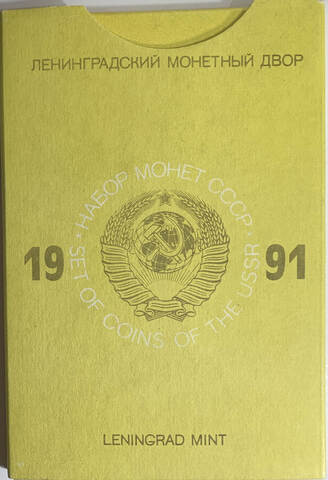 ЛЕНИНГРАДСКИЙ МОНЕТНЫЙ ДВОР
* НАБОР МОНЕТ СССР *
19 91
SET OF COINS OF THE USSR
LENINGRAD MINT